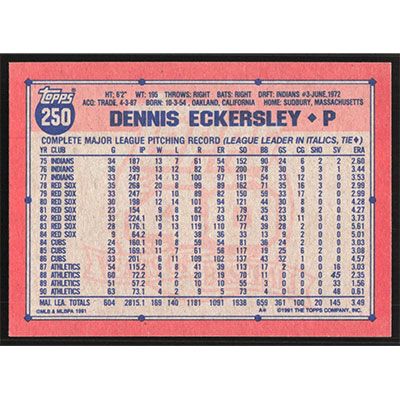 Topps
250
HT: 6'2" WT: 195 THROWS: RIGHT BATS: RIGHT DRFT: INDIANS #3-JUNE, 1972
ACQ: TRADE, 4-3-87 BORN: 10-3-54, OAKLAND, CALIFORNIA HOME: SUDBURY, MASSACHUSETTS
DENNIS ECKERSLEY ♦ P
COMPLETE MAJOR LEAGUE PITCHING RECORD (LEAGUE LEADER IN ITALICS, TIE♦)
YR CLUB G IP W L R ER SO BB GS CG SHO SV ERA
75 INDIANS 34 187 13 7 61 54 152 90 24 6 2 2 2.60
76 INDIANS 36 199 13 12 82 76 200 78 30 9 3 1 3.44
77 INDIANS 33 247 14 13 100 97 191 54 33 12 3 0 3.53
78 RED SOX 35 268 20 8 99 89 162 71 35 16 3 0 2.99
79 RED SOX 33 247 17 10 89 82 150 59 33 17 2 0 2.99
80 RED SOX 30 198 12 14 101 94 121 44 30 8 0 0
81 RED SOX 23 154 9 8 82 73 79 35 23 8 2 0 4.27
82 RED SOX 33 224.1 13 13 101 93 127 43 33 11 3 0 3.73
83 RED SOX 28 176.1 9 13 119 110 77 39 28 2 0 0 5.61
84 RED SOX 9 64.2 4 4 38 36 33 13 9 2 0 0 5.01
84 CUBS 24 160.1 10 8 59 54 81 36 24 2 0 0 3.03
85 CUBS 25 169.1 11 7 61 58 117 19 25 6 2 0 3.08
86 CUBS 33 201 6 11 109 102 137 43 32 1 0 0 4.57
87 ATHLETICS 54 115.2 6 8 41 39 113 17 2 0 0 16 3.03
88 ATHLETICS 60 72.2 4 2 20 19 70 11 0 0 0 45 2.35
89 ATHLETICS 51 57.2 4 0 10 10 55 3 0 0 0 33 1.56
90 ATHLETICS 63 73.1 4 2 9 5 73 4 0 0 0 48 0.61
MAJ. LEA. TOTALS 604 2815.1 169 140 1181 1091 1938 659 361 100 20 145 3.49
©MLB & MLBPA 1991 A* ©1991 THE TOPPS COMPANY, INC.